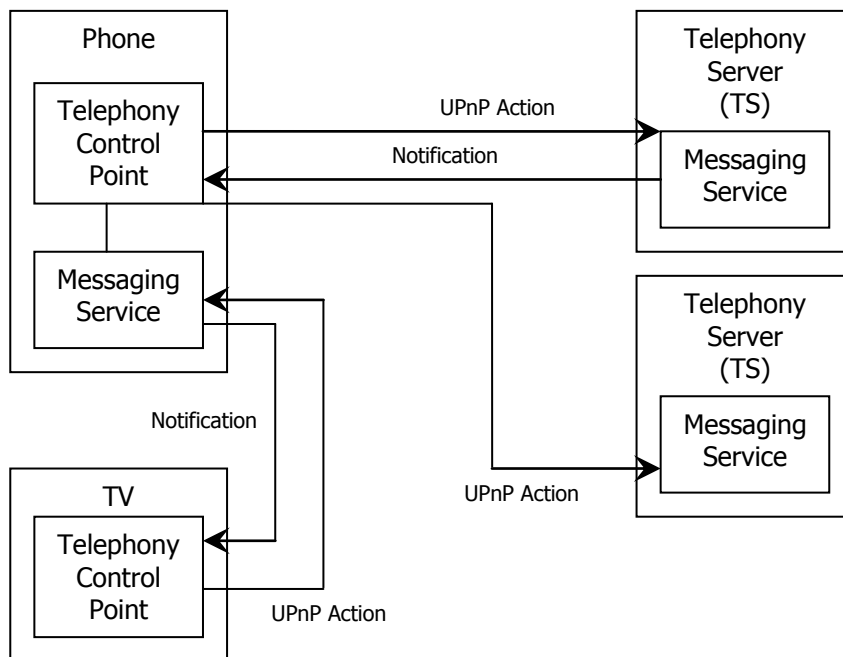 Phone
Telephony
Control
Point
Messaging
Service
UPnP Action
Notification
Telephony
Server
(TS)
Messaging
Service
Telephony
Server
(TS)
Messaging
Service
UPnP Action
Notification
TV
Telephony
Control
Point
UPnP Action